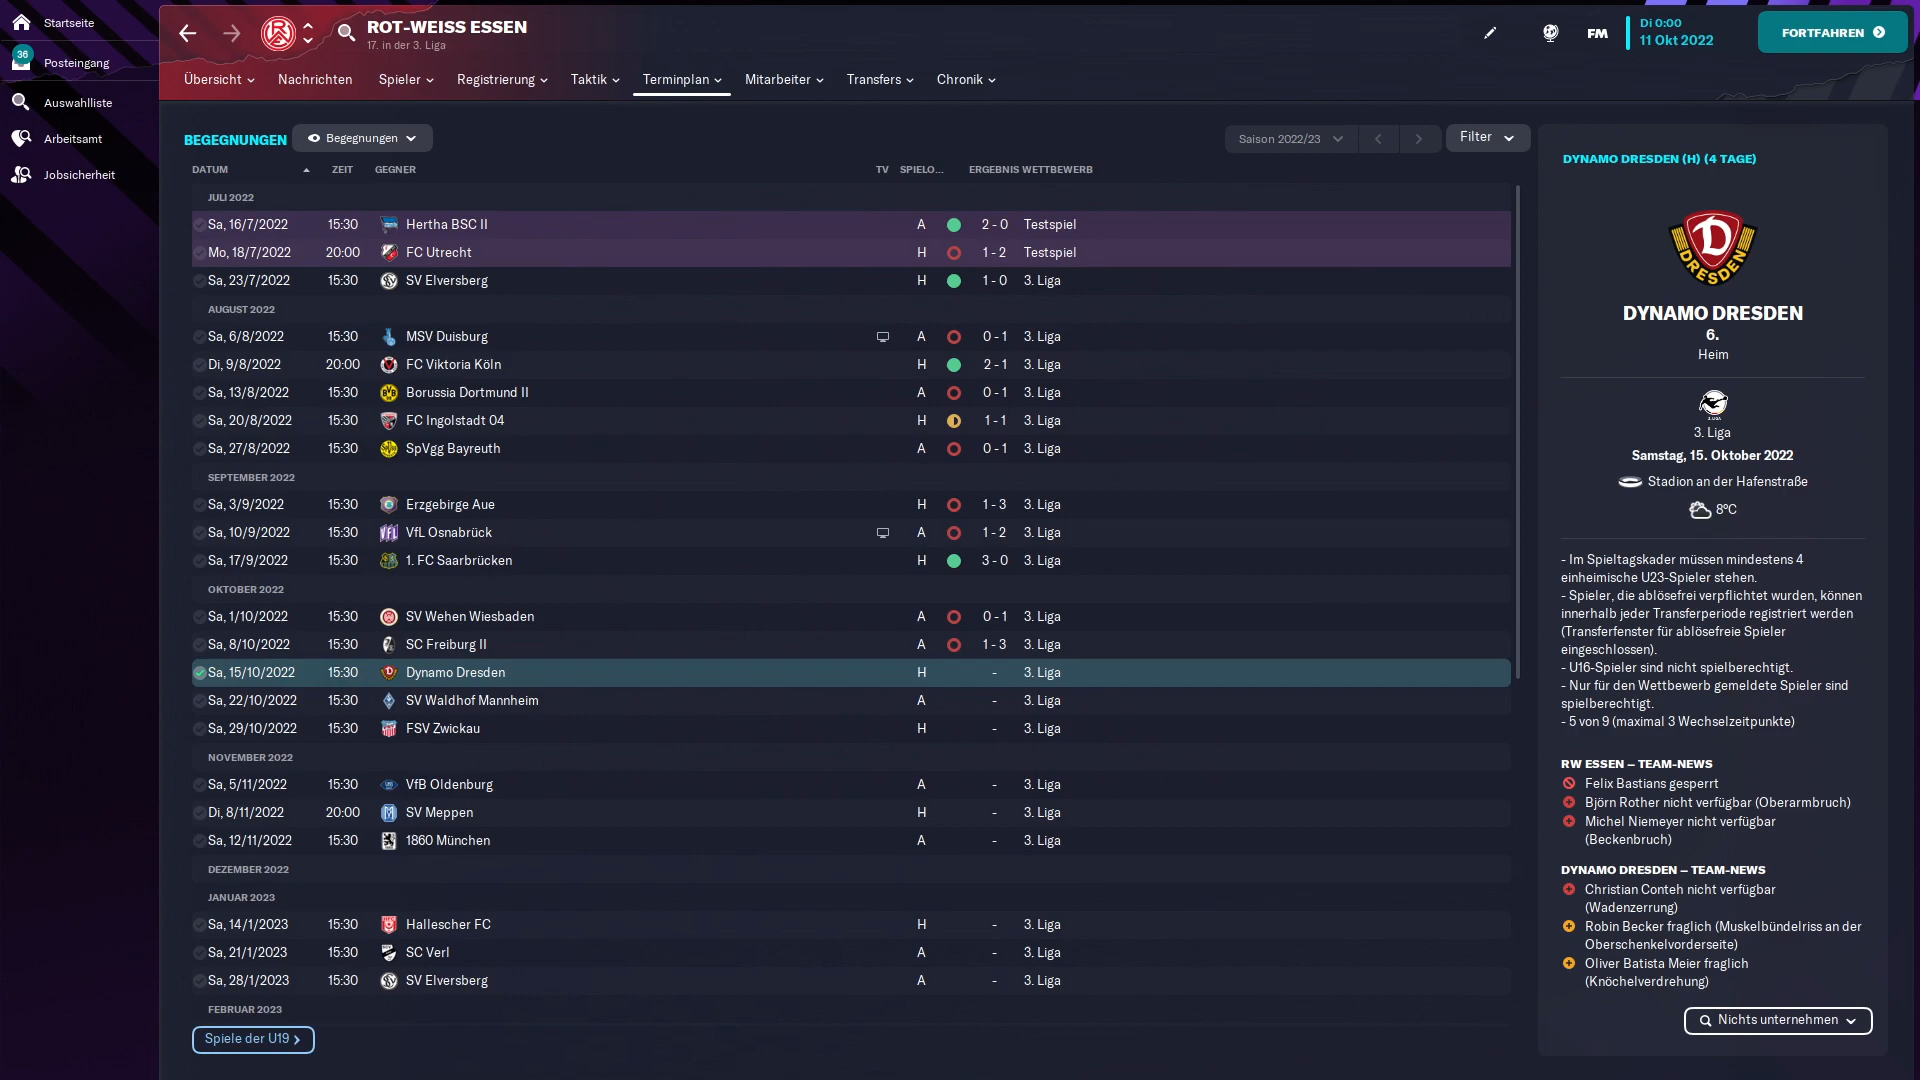 Startseite
36
Posteingang
Auswahlliste
Arbeitsamt
Jobsicherheit
ROT-WEISS ESSEN
17. in der 3. Liga
FM
Di 0:00
11 Okt 2022
FORTFAHREN
Übersicht
Nachrichten
Spieler
Registrierung
Taktik
Terminplan
Mitarbeiter
Transfers
Chronik
BEGEGNUNGEN
Begegnungen
Saison 2022/23
Filter
DATUM ZEIT GEGNER TV SPIELO... ERGEBNIS WETTBEWERB
JULI 2022
Sa, 16/7/2022 15:30 Hertha BSC II A 2 - 0 Testspiel
Mo, 18/7/2022 20:00 FC Utrecht H 1 - 2 Testspiel
Sa, 23/7/2022 15:30 SV Elversberg H 1 - 0 3. Liga
AUGUST 2022
Sa, 6/8/2022 15:30 MSV Duisburg A 0 - 1 3. Liga
Di, 9/8/2022 20:00 FC Viktoria Köln H 2 - 1 3. Liga
Sa, 13/8/2022 15:30 Borussia Dortmund II A 0 - 1 3. Liga
Sa, 20/8/2022 15:30 FC Ingolstadt 04 H 1 - 1 3. Liga
Sa, 27/8/2022 15:30 SpVgg Bayreuth A 0 - 1 3. Liga
SEPTEMBER 2022
Sa, 3/9/2022 15:30 Erzgebirge Aue H 1 - 3 3. Liga
Sa, 10/9/2022 15:30 VfL Osnabrück A 1 - 2 3. Liga
Sa, 17/9/2022 15:30 1. FC Saarbrücken H 3 - 0 3. Liga
OKTOBER 2022
Sa, 1/10/2022 15:30 SV Wehen Wiesbaden A 0 - 1 3. Liga
Sa, 8/10/2022 15:30 SC Freiburg II A 1 - 3 3. Liga
Sa, 15/10/2022 15:30 Dynamo Dresden H - 3. Liga
Sa, 22/10/2022 15:30 SV Waldhof Mannheim A - 3. Liga
Sa, 29/10/2022 15:30 FSV Zwickau H - 3. Liga
NOVEMBER 2022
Sa, 5/11/2022 15:30 VfB Oldenburg A - 3. Liga
Di, 8/11/2022 20:00 SV Meppen H - 3. Liga
Sa, 12/11/2022 15:30 1860 München A - 3. Liga
DEZEMBER 2022
JANUAR 2023
Sa, 14/1/2023 15:30 Hallescher FC H - 3. Liga
Sa, 21/1/2023 15:30 SC Verl A - 3. Liga
Sa, 28/1/2023 15:30 SV Elversberg A - 3. Liga
FEBRUAR 2023
Spiele der U19
DYNAMO DRESDEN (H) (4 TAGE)
D
DRESDEN
DYNAMO DRESDEN
6.
Heim
3. Liga
Samstag, 15. Oktober 2022
Stadion an der Hafenstraße
8°C
- Im Spieltagskader müssen mindestens 4
einheimische U23-Spieler stehen.
- Spieler, die ablösefrei verpflichtet wurden, können
innerhalb jeder Transferperiode registriert werden
(Transferfenster für ablösefreie Spieler
eingeschlossen).
- U16-Spieler sind nicht spielberechtigt.
- Nur für den Wettbewerb gemeldete Spieler sind
spielberechtigt.
- 5 von 9 (maximal 3 Wechselzeitpunkte)
RW ESSEN – TEAM-NEWS
Felix Bastians gesperrt
Björn Rother nicht verfügbar (Oberarmbruch)
Michel Niemeyer nicht verfügbar
(Beckenbruch)
DYNAMO DRESDEN – TEAM-NEWS
Christian Conteh nicht verfügbar
(Wadenzerrung)
Robin Becker fraglich (Muskelbündelriss an der
Oberschenkelvorderseite)
Oliver Batista Meier fraglich
(Knöchelverdrehung)
Nichts unternehmen